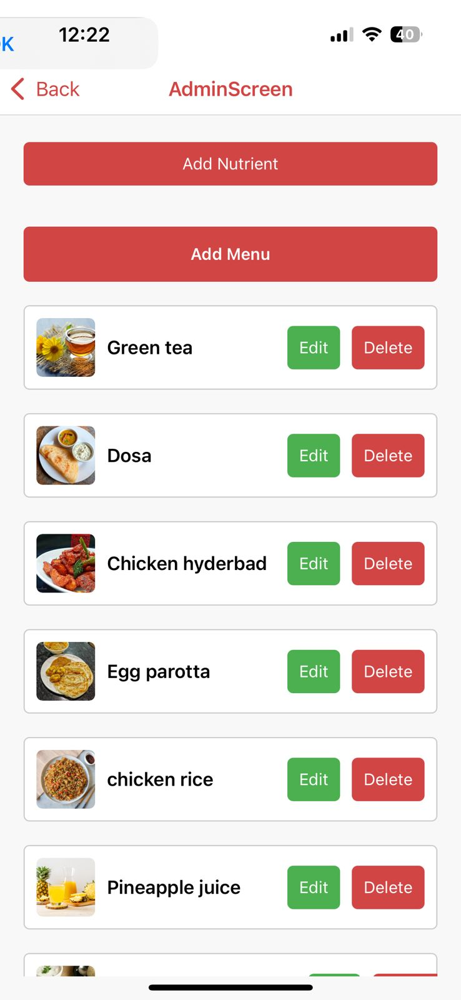 12:22
40
Back
AdminScreen
Add Nutrient
Add Menu
Green tea
Edit
Delete
Dosa
Edit
Delete
Chicken hyderbad
Edit
Delete
Egg parotta
Edit
Delete
chicken rice
Edit
Delete
Pineapple juice
Edit
Delete